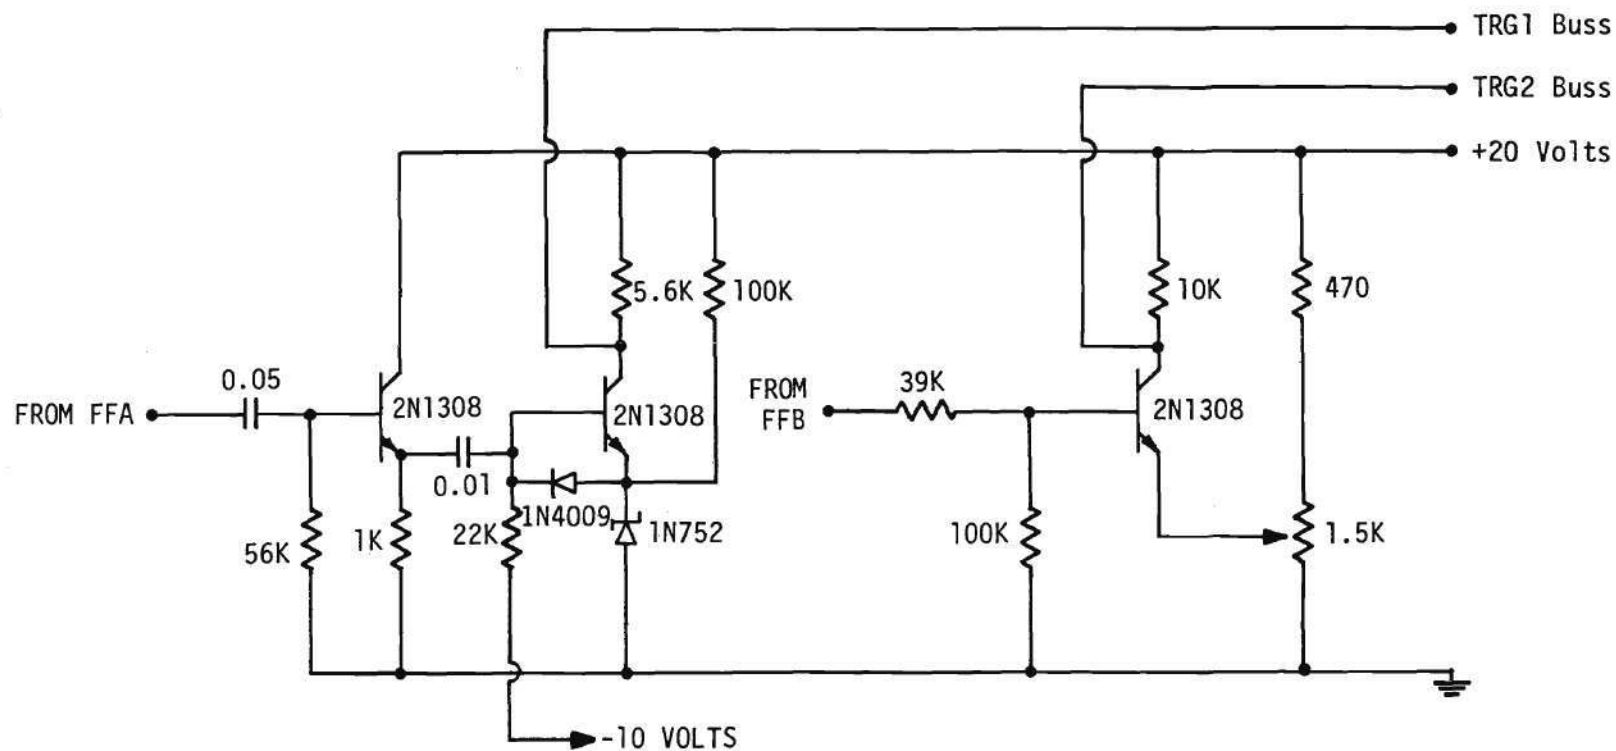 TRG1 Buss
TRG2 Buss
+20 Volts
5.6K
100K
10K
470
0.05
FROM FFA
2N1308
2N1308
FROM
FFB
39K
2N1308
0.01
1N4009
56K
1K
22K
1N752
100K
1.5K
-10 VOLTS